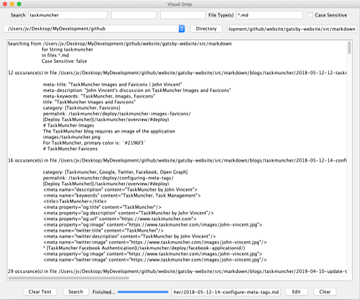 Visual Grep
Search taskmuncher File Type(s) *.md Case Sensitive
/Users/jv/Desktop/MyDevelopment/github Directory lopment/github/website/gatsby-website/src/markdown
Searching from /Users/jv/Desktop/MyDevelopment/github/website/gatsby-website/src/markdown
for String taskmuncher
in files *.md
Case Sensitive: false
12 occurance(s) in file /Users/jv/Desktop/MyDevelopment/github/website/gatsby-website/src/markdown/blogs/taskmuncher/2018-05-12-12-task
meta-title: "TaskMuncher Images and Favicons | John Vincent"
meta-description: "John Vincent's discussion on TaskMuncher Images and Favicons"
meta-keywords: "TaskMuncher, Images, Favicons"
title: "TaskMuncher Images and Favicons"
category: [TaskMuncher, Favicons]
permalink: /taskmuncher/deploy/taskmuncher-images-favicons/
[Deploy TaskMuncher](/taskmuncher/overview/#deploy)
# TaskMuncher Images
The TaskMuncher blog requires an image of the application
images/taskmuncher.png
For TaskMuncher, primary color is: `#2196f3`
# TaskMuncher Favicons
16 occurance(s) in file /Users/jv/Desktop/MyDevelopment/github/website/gatsby-website/src/markdown/blogs/taskmuncher/2018-05-12-14-confi
category: [TaskMuncher, Google, Twitter, Facebook, Open Graph]
permalink: /taskmuncher/deploy/configuring-meta-tags/
[Deploy TaskMuncher](/taskmuncher/overview/#deploy)
<meta name="description" content="TaskMuncher by John Vincent">
<meta name="keywords" content="TaskMuncher, Task Management">
<title>TaskMuncher</title>
<meta property="og:title" content="TaskMuncher"/>
<meta property="og:description" content="TaskMuncher by John Vincent"/>
<meta property="og:url" content="https://www.taskmuncher.com"/>
<meta property="og:image" content="https://www.taskmuncher.com/images/john-vincent.jpg"/>
<meta name="twitter:title" content="TaskMuncher"/>
<meta name="twitter:description" content="TaskMuncher by John Vincent"/>
<meta name="twitter:image" content="https://www.taskmuncher.com/images/john-vincent.jpg"/>
* [TaskMuncher Facebook Application](/taskmuncher/deploy/facebook-application/)
<meta property="og:image" content="https://www.taskmuncher.com/images/john-vincent.jpg">
<meta name="twitter:image" content="https://www.taskmuncher.com/images/john-vincent.jpg">
29 occurance(s) in file /Users/jv/Desktop/MyDevelopment/github/website/gatsby-website/src/markdown/blogs/taskmuncher/2019-04-10-update-t
Clear Text Search Finished... her/2018-05-12-14-configure-meta-tags.md Edit Clear